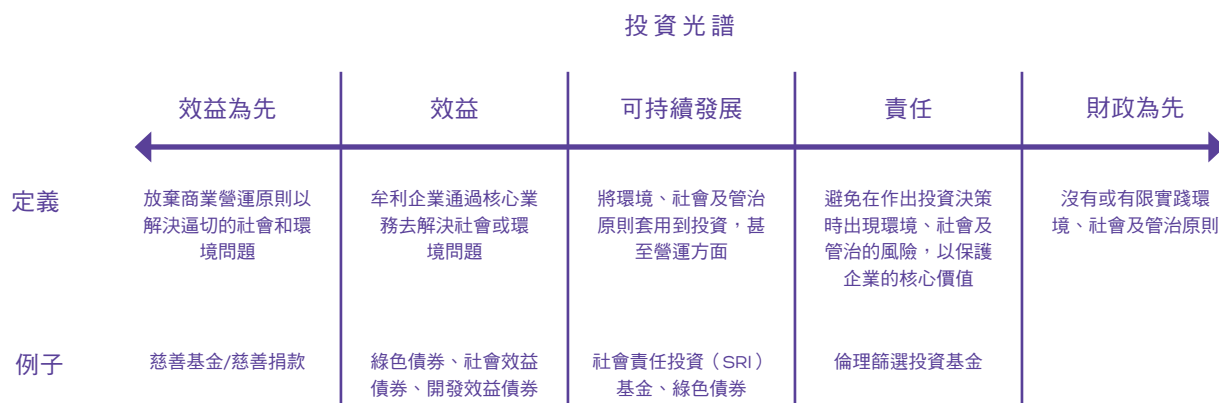 投資光譜
效益為先
效益
可持續發展
責任
財政為先
定義
放棄商業營運原則以
解決逼切的社會和環
境問題
牟利企業通過核心業
務去解決社會或環
境問題
將環境、社會及管治
原則套用到投資，甚
至營運方面
避免在作出投資決策
時出現環境、社會及
管治的風險，以保護
企業的核心價值
沒有或有限實踐環
境、社會及管治原則
例子
慈善基金/慈善捐款
綠色債券、社會效益
債券、開發效益債券
社會責任投資（SRI）
基金、綠色債券
倫理篩選投資基金